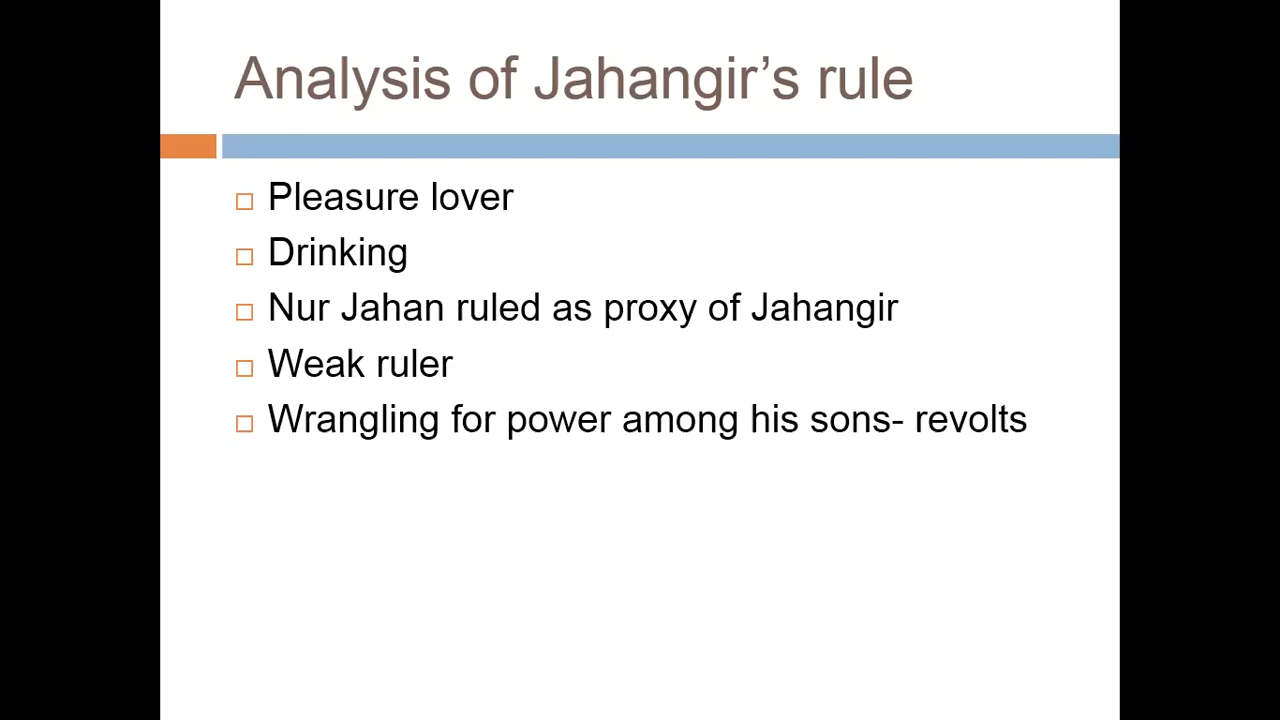 Analysis of Jahangir’s rule
Pleasure lover
Drinking
Nur Jahan ruled as proxy of Jahangir
Weak ruler
Wrangling for power among his sons- revolts